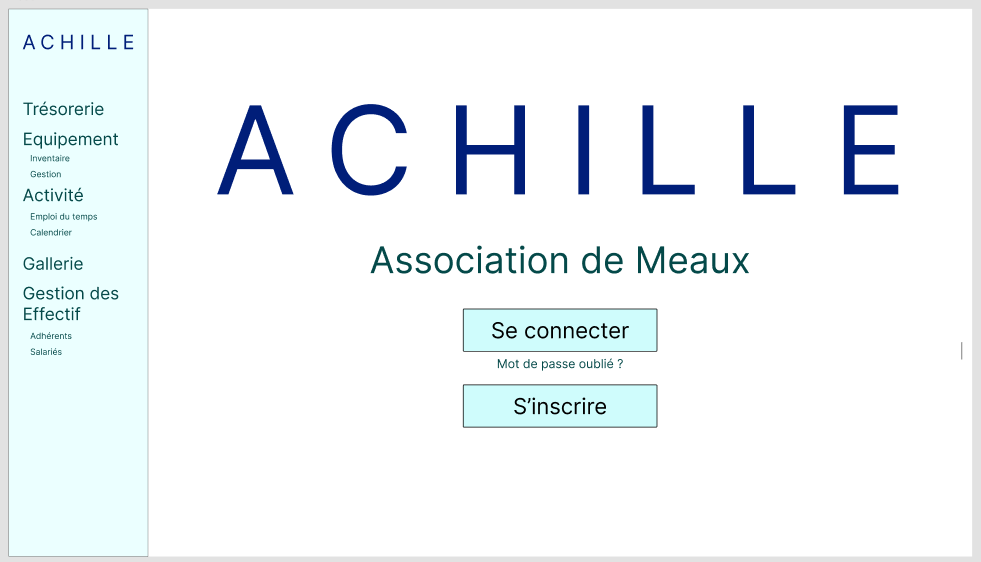 ACHILLE
Trésorerie
Equipement
Inventaire
Gestion
Activité
Emploi du temps
Calendrier
Gallerie
Gestion des
Effectif
Adhérents
Salariés
ACHILLE
Association de Meaux
Se connecter
Mot de passe oublié ?
S’inscrire